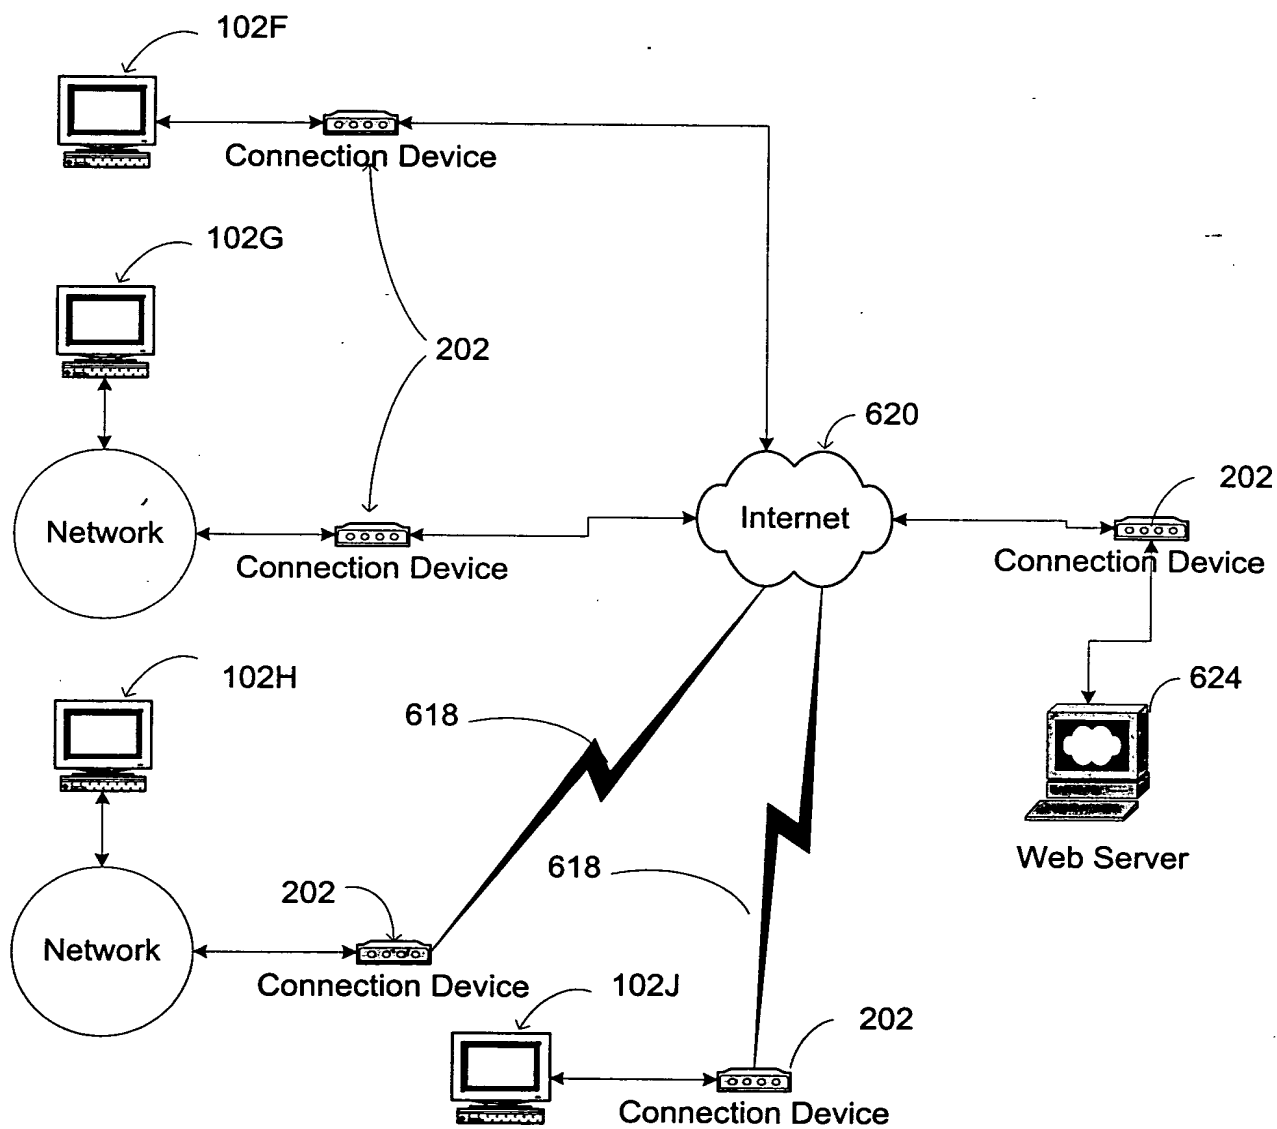 102F
Connection Device
102G
202
620
Network
Connection Device
Internet
202
Connection Device
102H
618
624
Web Server
618
202
Network
Connection Device
102J
202
Connection Device